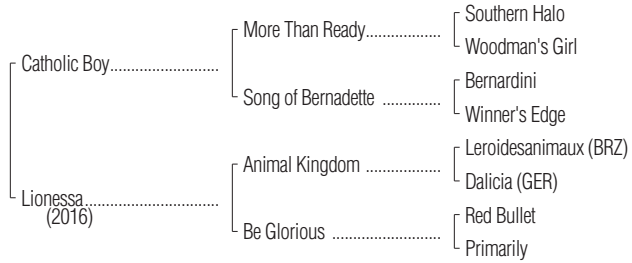 Southern Halo
More Than Ready....................
Woodman's Girl
Catholic Boy.............................
Bernardini
Song of Bernadette ...............
Winner's Edge
Leroidesanimaux (BRZ)
Animal Kingdom ...................
Dalicia (GER)
Lionessa...................................
(2016)
Red Bullet
Be Glorious ............................
Primarily